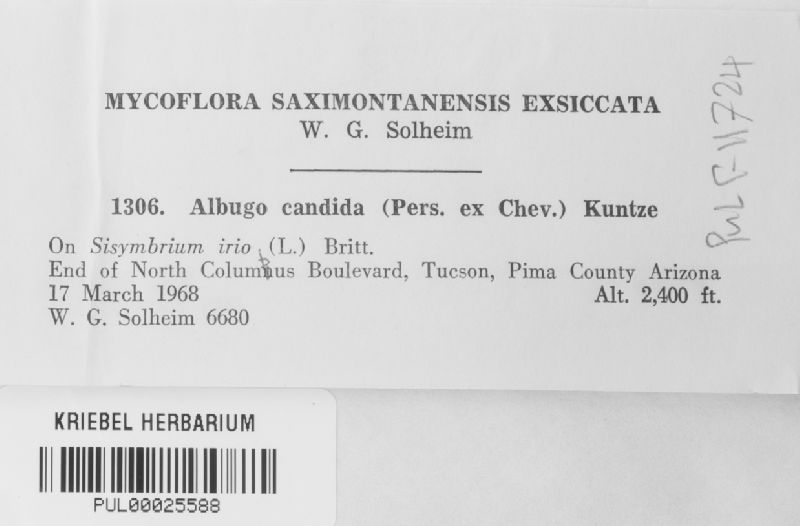 MYCOFLORA SAXIMONTANENSIS EXSICCATA
W. G. Solheim
1306. Albugo candida (Pers. ex Chev.) Kuntze
On Sisymbrium irio (L.) Britt.
End of North Columbus Boulevard, Tucson, Pima County Arizona
17 March 1968 Alt. 2,400 ft.
W. G. Solheim 6680
PUL F-11724
KRIEBEL HERBARIUM
PUL00025588